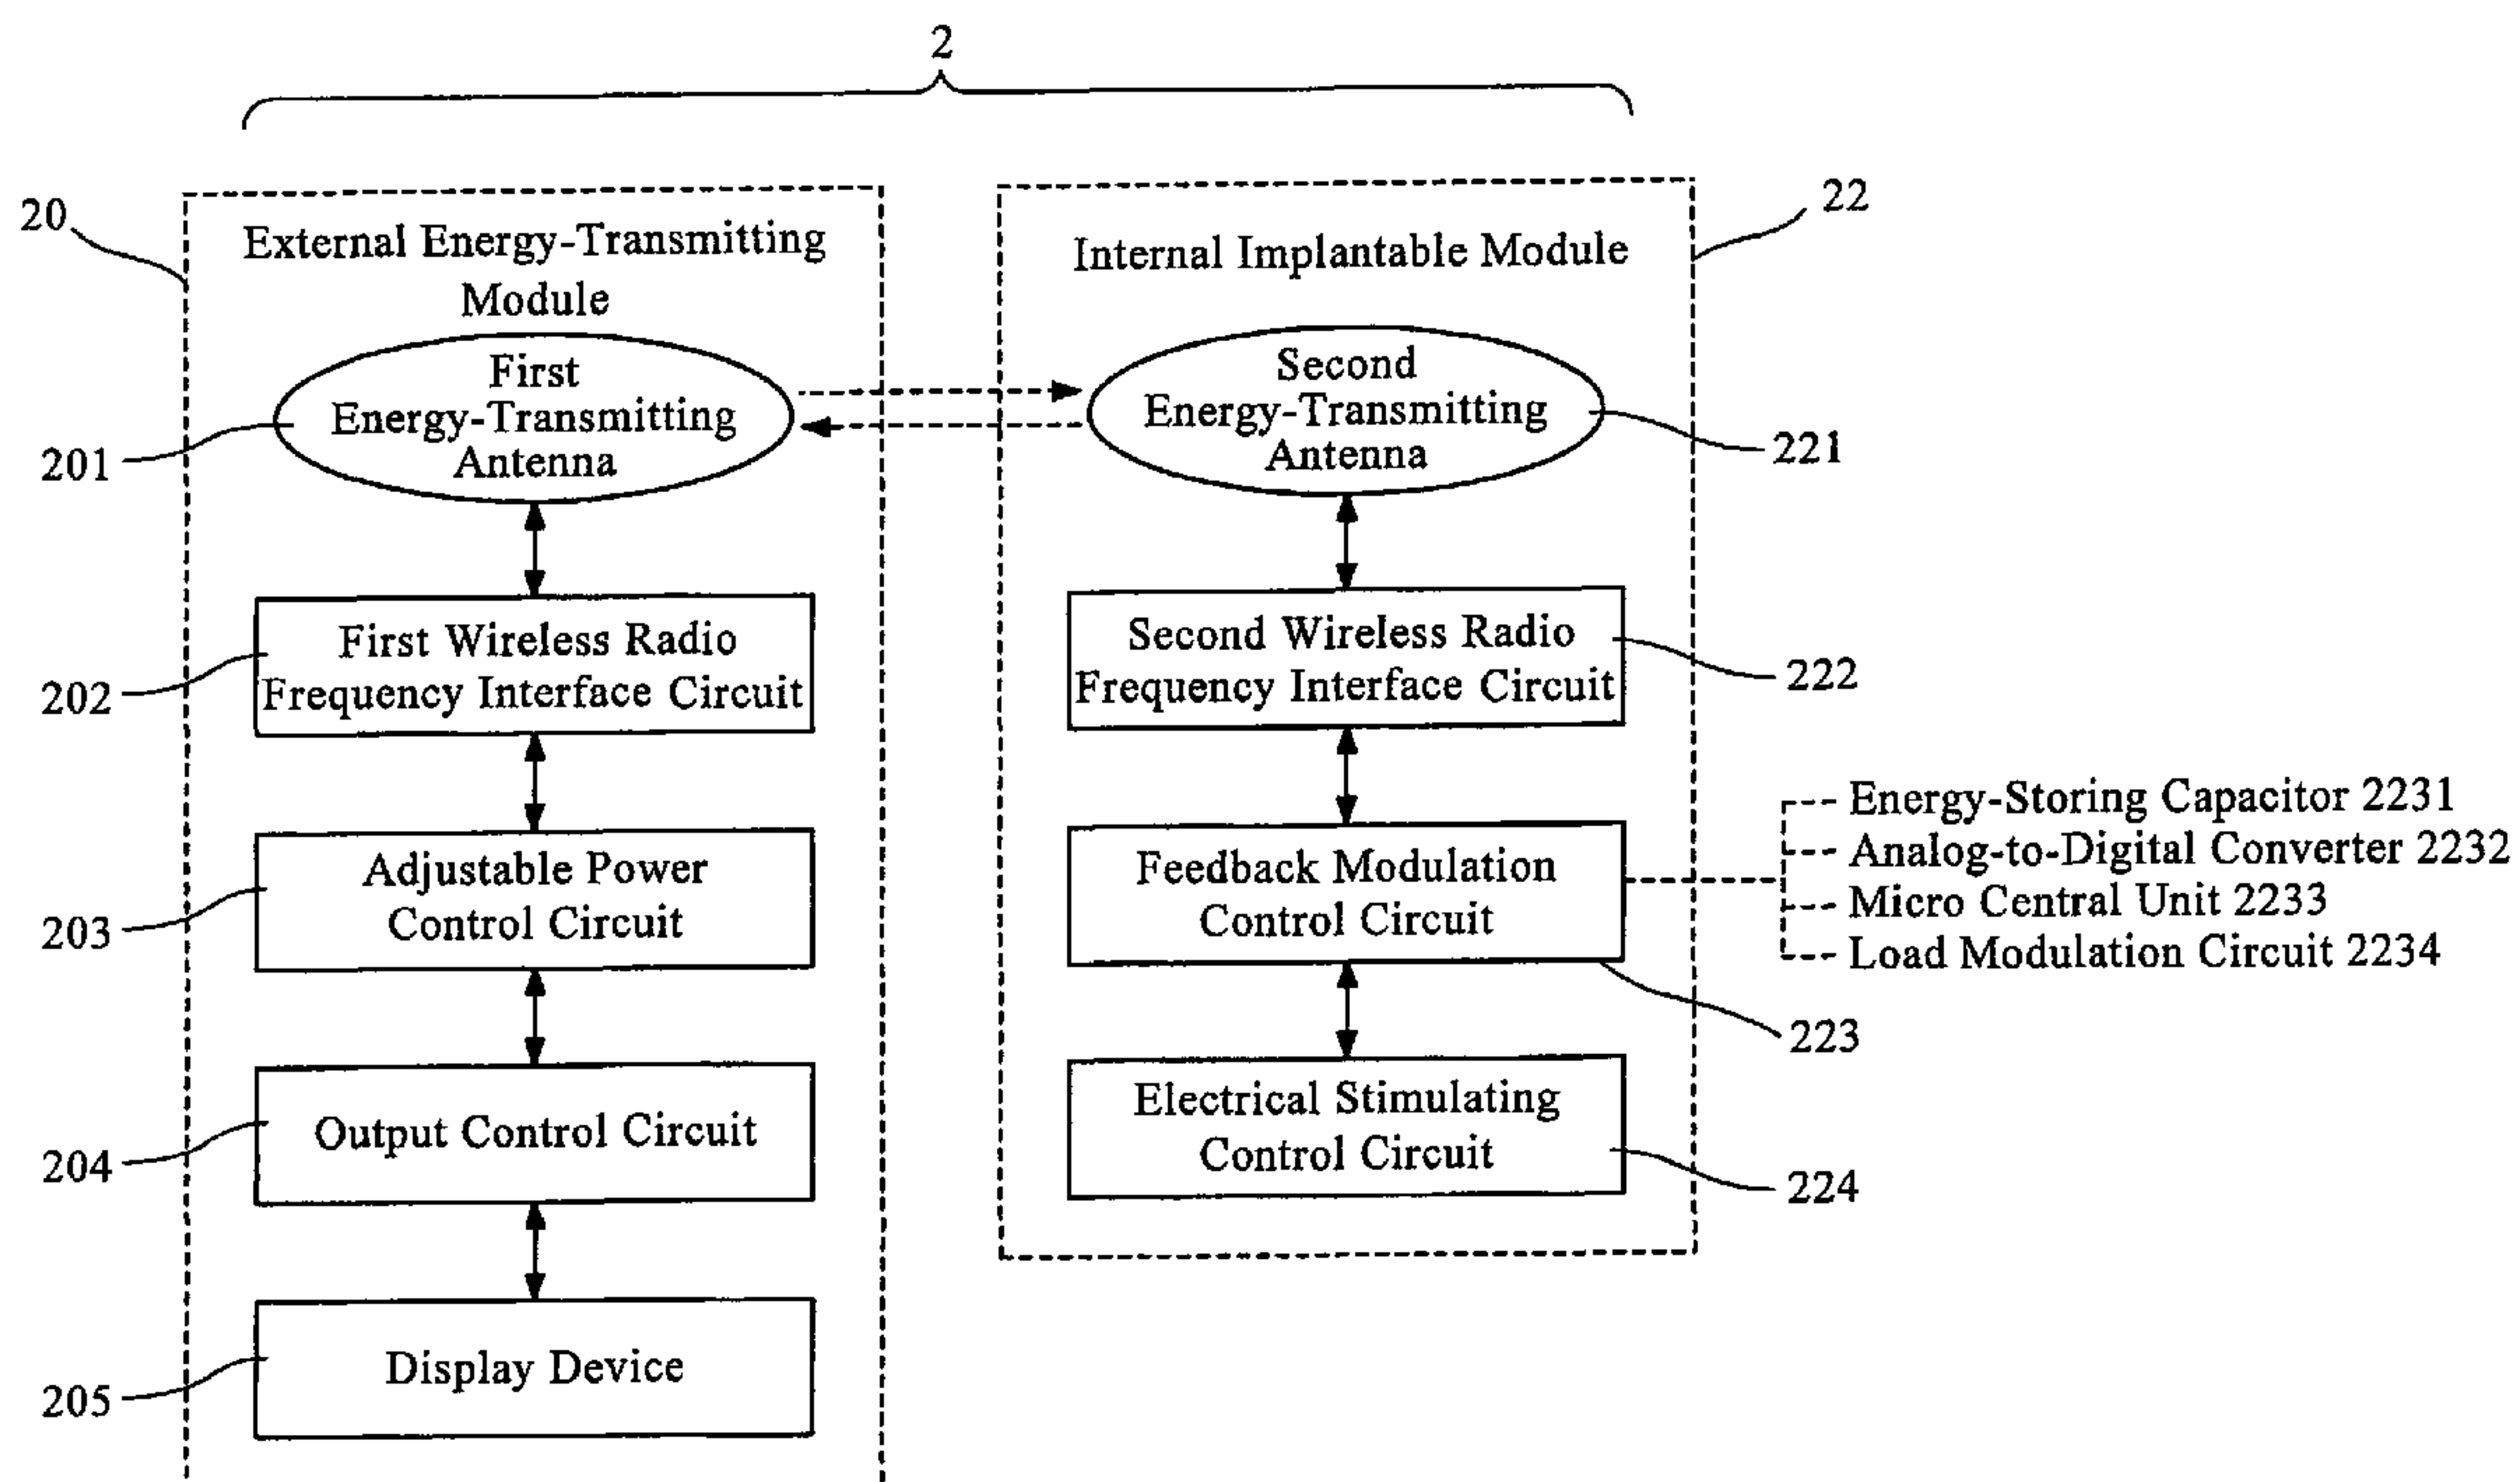 2
20
External Energy-Transmitting
Module
First
Energy-Transmitting
Antenna
201
First Wireless Radio
Frequency Interface Circuit
202
Adjustable Power
Control Circuit
203
Output Control Circuit
204
Display Device
205
22
Internal Implantable Module
Second
Energy-Transmitting
Antenna
221
Second Wireless Radio
Frequency Interface Circuit
222
Feedback Modulation
Control Circuit
223
Energy-Storing Capacitor 2231
Analog-to-Digital Converter 2232
Micro Central Unit 2233
Load Modulation Circuit 2234
Electrical Stimulating
Control Circuit
224